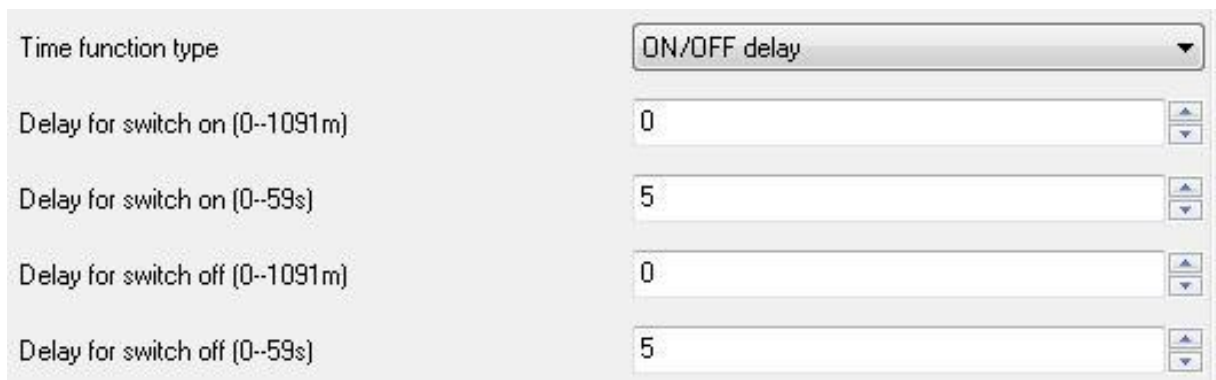 Time function type ON/OFF delay
Delay for switch on (0--1091m) 0
Delay for switch on (0--59s) 5
Delay for switch off (0--1091m) 0
Delay for switch off (0--59s) 5